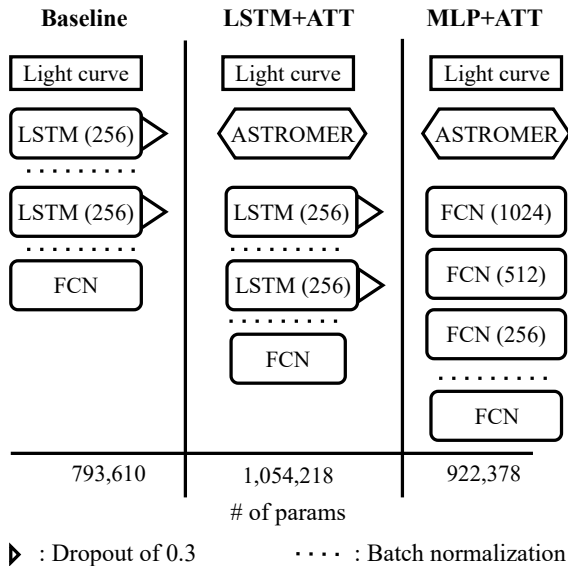 Baseline
LSTM+ATT
MLP+ATT
Light curve
Light curve
Light curve
LSTM (256)
ASTROMER
ASTROMER
LSTM (256)
LSTM (256)
FCN (1024)
FCN
LSTM (256)
FCN (512)
FCN
FCN (256)
FCN
793,610
1,054,218
922,378
# of params
: Dropout of 0.3
: Batch normalization